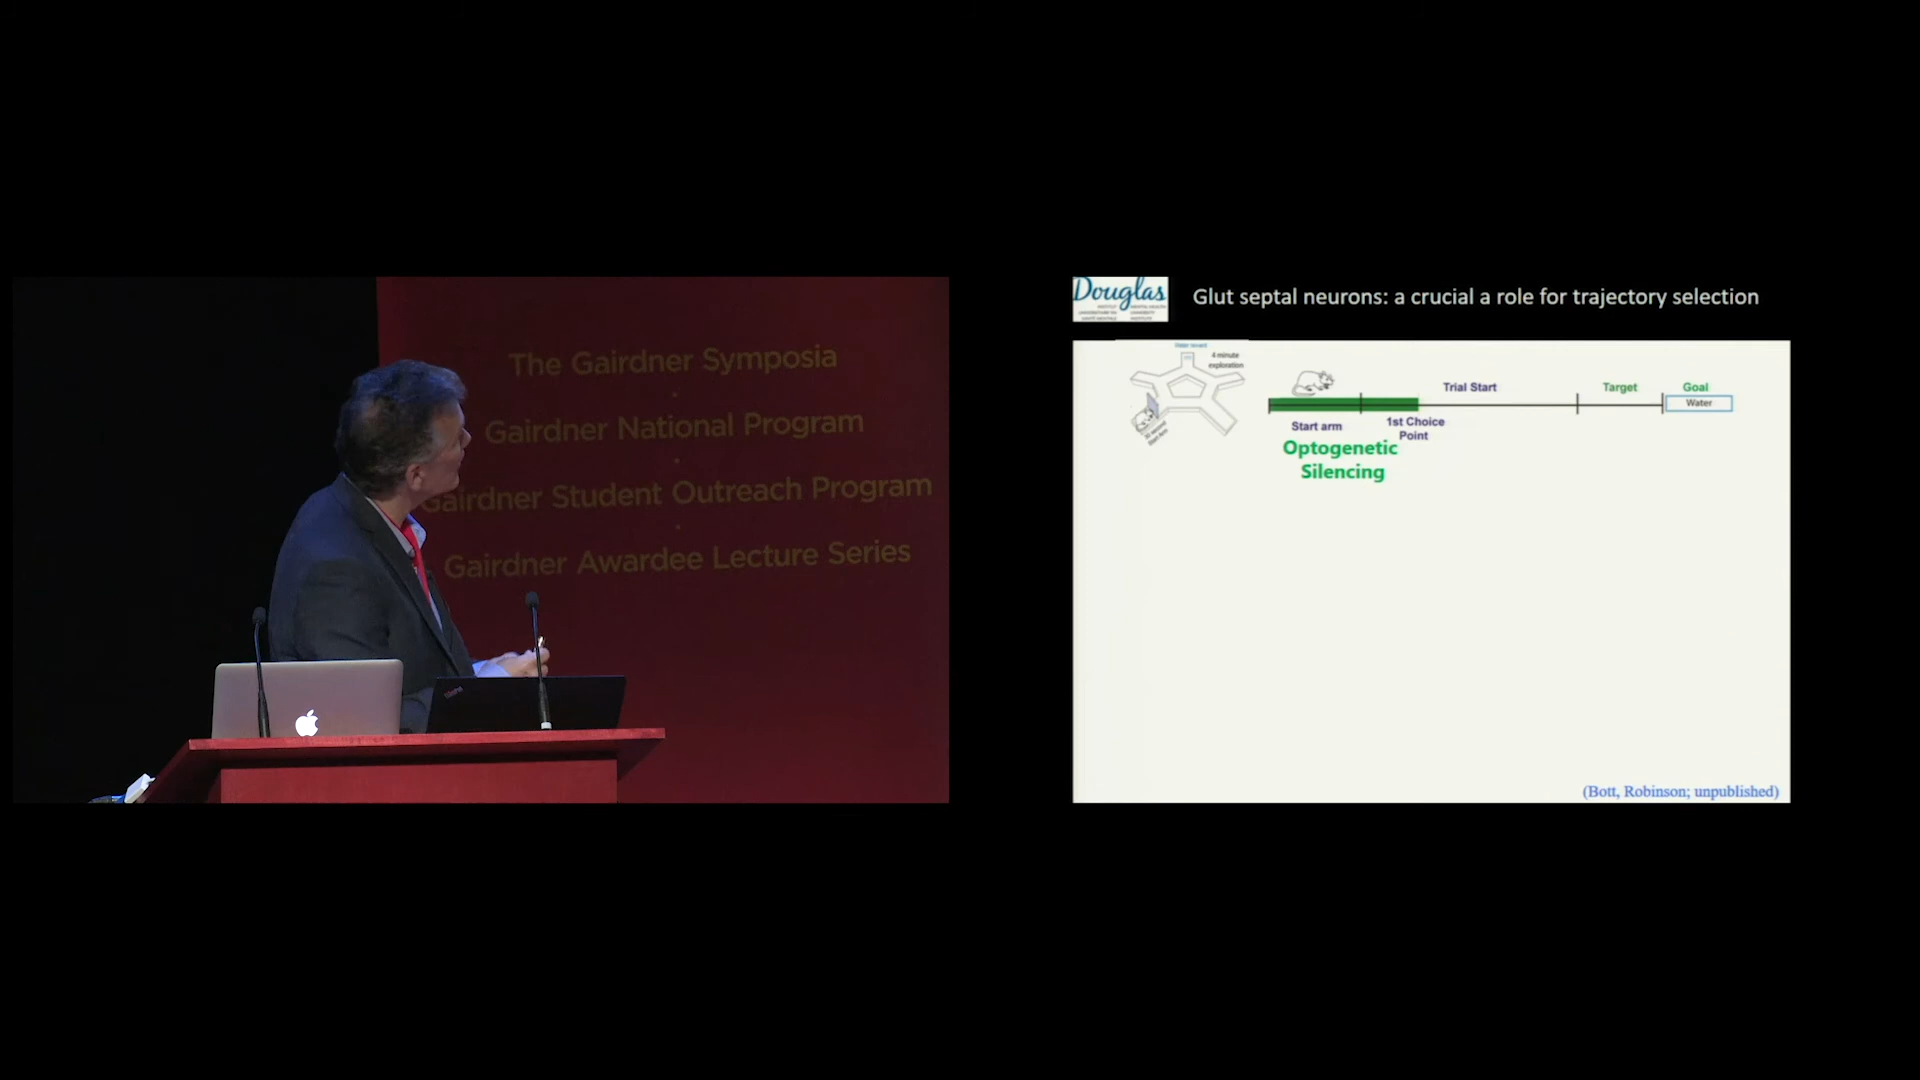 The Gairdner Symposia
Gairdner National Program
Gairdner Student Outreach Program
Gairdner Awardee Lecture Series
Douglas
Glut septal neurons: a crucial a role for trajectory selection
4 minute
exploration
Start Arm
Trial Start
Target
Goal
Water
Start arm
1st Choice
Point
Optogenetic
Silencing
(Bott, Robinson; unpublished)